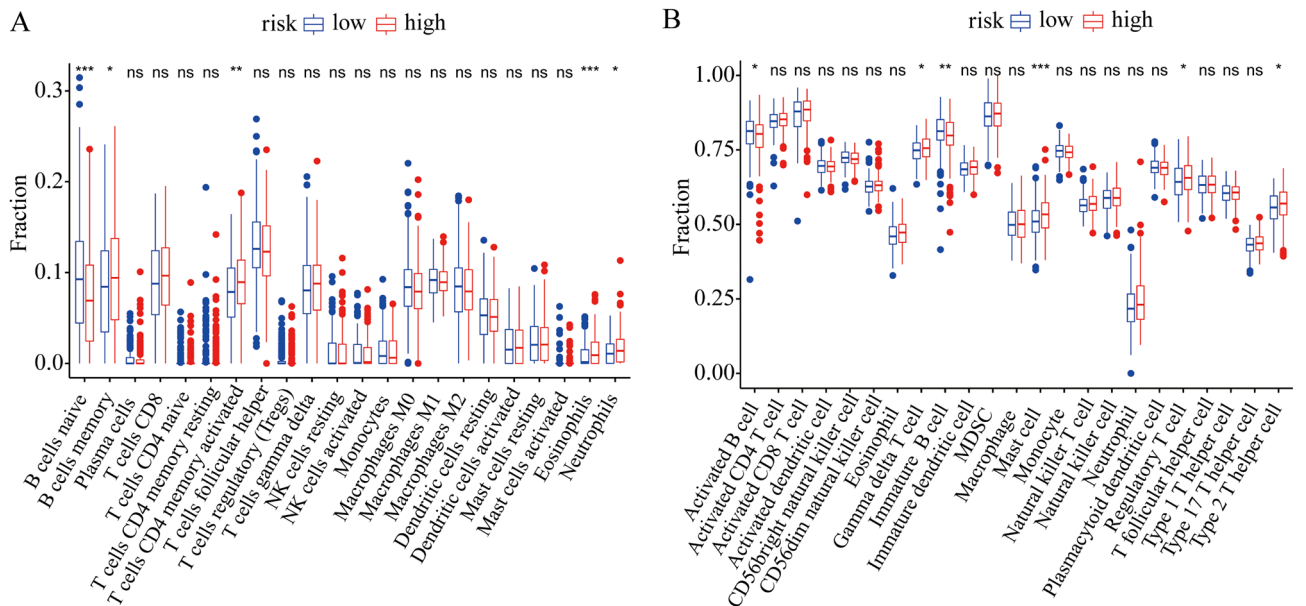 A
risk low high
*** * ns ns ns ns ** ns ns ns ns ns ns ns ns ns ns ns ns ns *** *
Fraction
0.3
0.2
0.1
0.0
B cells naive
B cells memory
Plasma cells
T cells CD8
T cells CD4 naive
T cells CD4 memory resting
T cells CD4 memory activated
T cells follicular helper
T cells regulatory (Tregs)
T cells gamma delta
NK cells resting
NK cells activated
Monocytes
Macrophages M0
Macrophages M1
Macrophages M2
Dendritic cells resting
Dendritic cells activated
Mast cells resting
Mast cells activated
Eosinophils
Neutrophils
B
risk low high
* ns ns ns ns ns ns * ** ns ns ns *** ns ns ns ns ns * ns ns ns *
Fraction
1.00
0.75
0.50
0.25
0.00
Activated B cell
Activated CD4 T cell
Activated CD8 T cell
Activated dendritic cell
CD56bright natural killer cell
CD56dim natural killer cell
Eosinophil
Gamma delta T cell
Immature B cell
Immature dendritic cell
MDSC
Macrophage
Mast cell
Monocyte
Natural killer T cell
Natural killer cell
Neutrophil
Plasmacytoid dendritic cell
Regulatory T cell
T follicular helper cell
Type 1 T helper cell
Type 17 T helper cell
Type 2 T helper cell